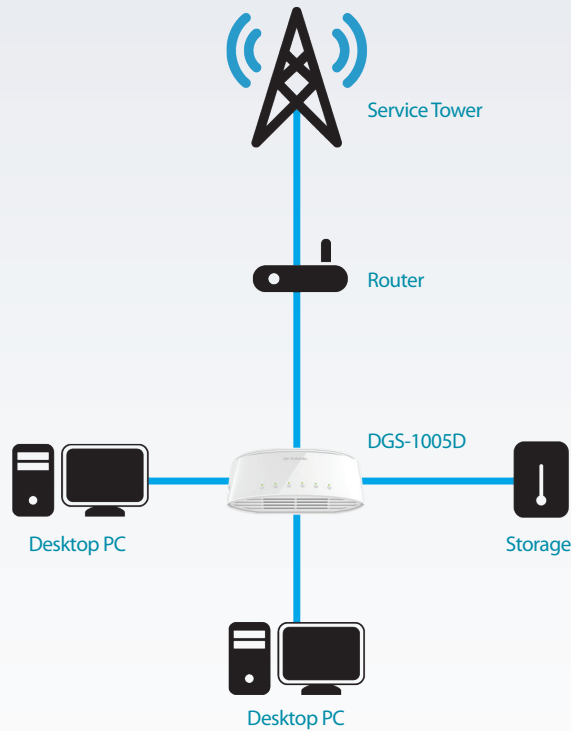 Service Tower
Router
DGS-1005D
Desktop PC
Storage
Desktop PC